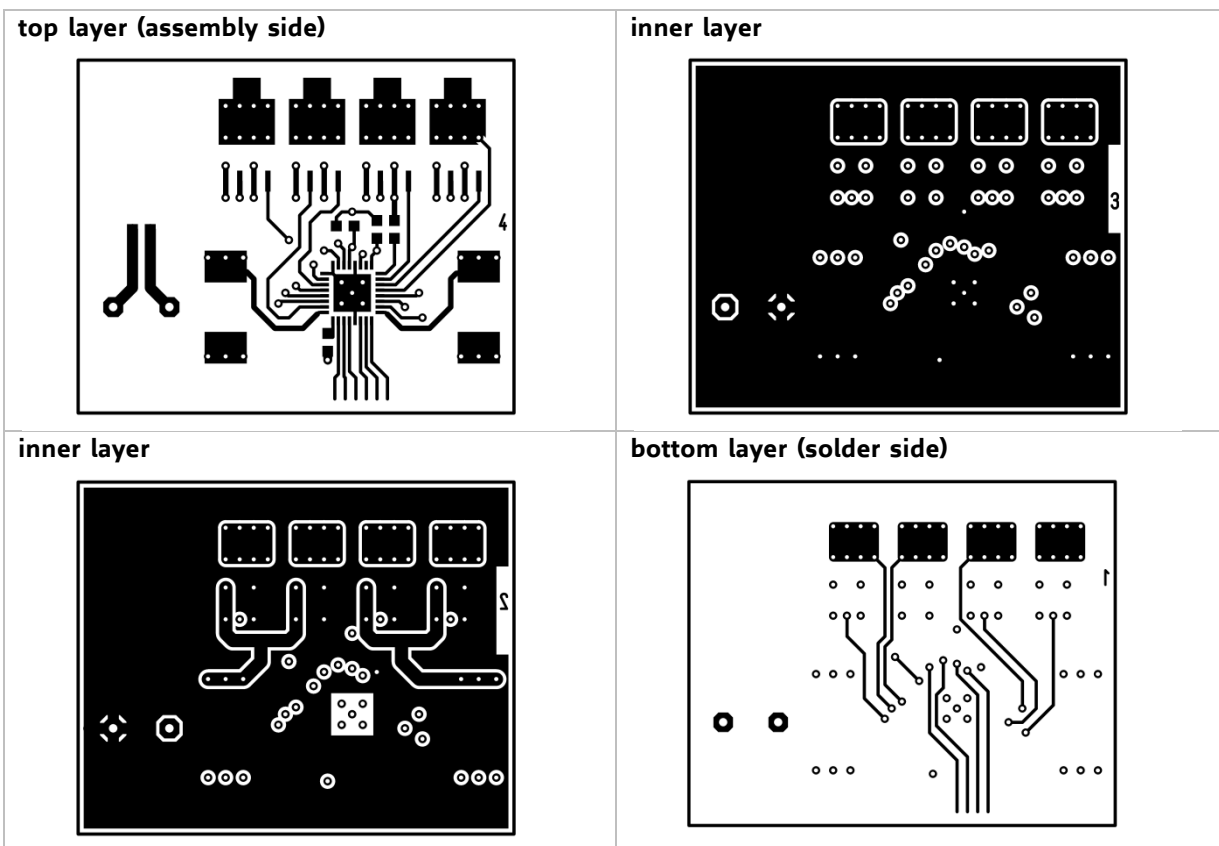 top layer (assembly side)
inner layer
4
3
inner layer
bottom layer (solder side)
2
1